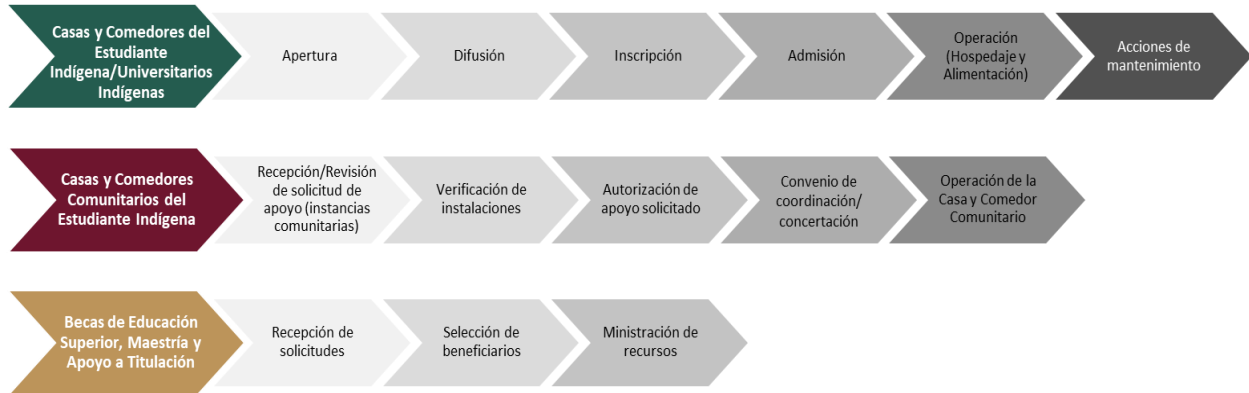 Casas y Comedores del
Estudiante
Indígena/Universitarios
Indígenas
Apertura
Difusión
Inscripción
Admisión
Operación
(Hospedaje y
Alimentación)
Acciones de
mantenimiento
Casas y Comedores
Comunitarios del
Estudiante Indígena
Recepción/Revisión
de solicitud de
apoyo (instancias
comunitarias)
Verificación de
instalaciones
Autorización de
apoyo solicitado
Convenio de
coordinación/
concertación
Operación de la
Casa y Comedor
Comunitario
Becas de Educación
Superior, Maestría y
Apoyo a Titulación
Recepción de
solicitudes
Selección de
beneficiarios
Ministración de
recursos